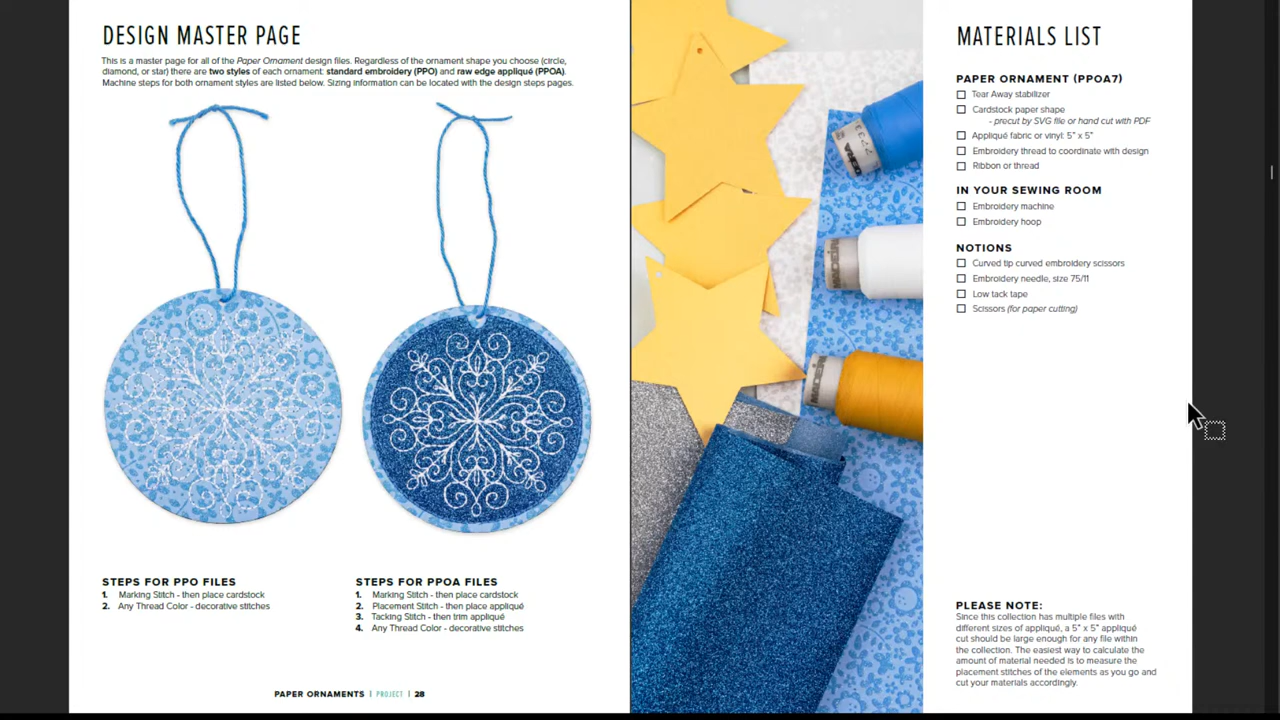 DESIGN MASTER PAGE
This is a master page for all of the Paper Ornament design files. Regardless of the ornament shape you choose (circle,
diamond, or star) there are two styles of each ornament: standard embroidery (PPO) and raw edge appliqué (PPOA).
Machine steps for both ornament styles are listed below. Sizing information can be located with the design steps pages.
STEPS FOR PPO FILES
1. Marking Stitch - then place cardstock
2. Any Thread Color - decorative stitches
STEPS FOR PPOA FILES
1. Marking Stitch - then place cardstock
2. Placement Stitch - then place appliqué
3. Tacking Stitch - then trim appliqué
4. Any Thread Color - decorative stitches
PAPER ORNAMENTS | PROJECT | 28
MATERIALS LIST
PAPER ORNAMENT (PPOA7)
Tear Away stabilizer
Cardstock paper shape
- precut by SVG file or hand cut with PDF
Appliqué fabric or vinyl: 5" x 5"
Embroidery thread to coordinate with design
Ribbon or thread
IN YOUR SEWING ROOM
Embroidery machine
Embroidery hoop
NOTIONS
Curved tip curved embroidery scissors
Embroidery needle, size 75/11
Low tack tape
Scissors (for paper cutting)
PLEASE NOTE:
Since this collection has multiple files with
different sizes of appliqué, a 5" x 5" appliqué
cut should be large enough for any file within
the collection. The easiest way to calculate the
amount of material needed is to measure the
placement stitches of the elements as you go and
cut your materials accordingly.